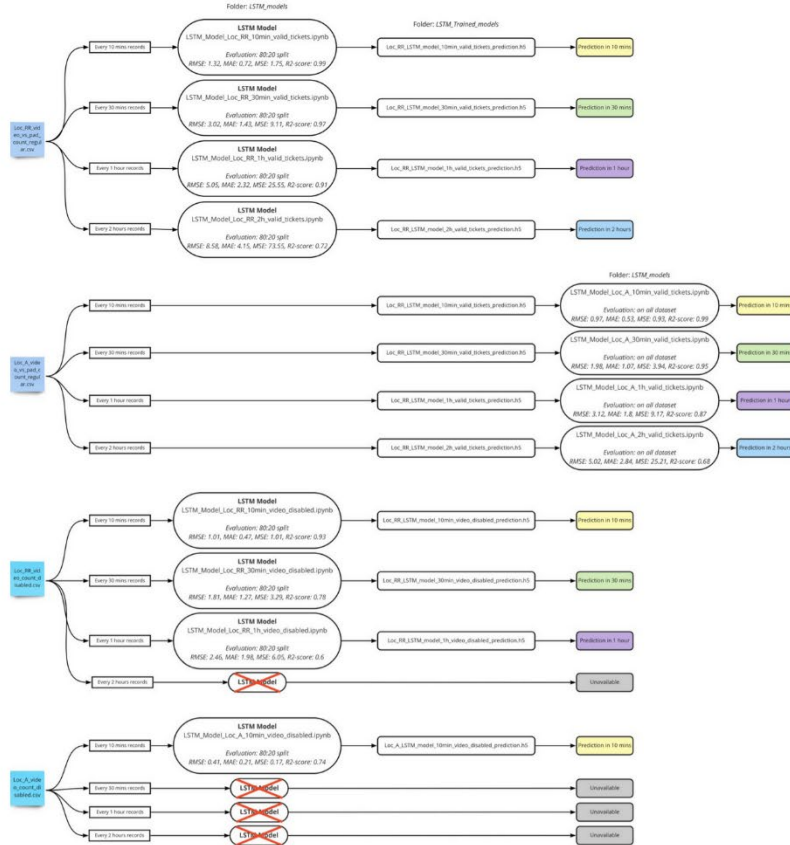 Folder: LSTM_models
Folder: LSTM_Trained_models
Loc_RR_vid
eo_vs_pad_
count_regul
ar.csv
Every 10 mins records
LSTM Model
LSTM_Model_Loc_RR_10min_valid_tickets.ipynb
Evaluation: 80:20 split
RMSE: 1.32, MAE: 0.72, MSE: 1.75, R2-score: 0.99
Loc_RR_LSTM_model_10min_valid_tickets_prediction.h5
Prediction in 10 mins
Every 30 mins records
LSTM Model
LSTM_Model_Loc_RR_30min_valid_tickets.ipynb
Evaluation: 80:20 split
RMSE: 3.02, MAE: 1.43, MSE: 9.11, R2-score: 0.97
Loc_RR_LSTM_model_30min_valid_tickets_prediction.h5
Prediction in 30 mins
Every 1 hour records
LSTM Model
LSTM_Model_Loc_RR_1h_valid_tickets.ipynb
Evaluation: 80:20 split
RMSE: 5.05, MAE: 2.32, MSE: 25.55, R2-score: 0.91
Loc_RR_LSTM_model_1h_valid_tickets_prediction.h5
Prediction in 1 hour
Every 2 hours records
LSTM Model
LSTM_Model_Loc_RR_2h_valid_tickets.ipynb
Evaluation: 80:20 split
RMSE: 8.58, MAE: 4.15, MSE: 73.55, R2-score: 0.72
Loc_RR_LSTM_model_2h_valid_tickets_prediction.h5
Prediction in 2 hours
Folder: LSTM_models
Loc_A_vide
o_vs_pad_c
ount_regul
ar.csv
Every 10 mins records
Loc_RR_LSTM_model_10min_valid_tickets_prediction.h5
LSTM_Model_Loc_A_10min_valid_tickets.ipynb
Evaluation: on all dataset
RMSE: 0.97, MAE: 0.53, MSE: 0.93, R2-score: 0.99
Prediction in 10 mins
Every 30 mins records
Loc_RR_LSTM_model_30min_valid_tickets_prediction.h5
LSTM_Model_Loc_A_30min_valid_tickets.ipynb
Evaluation: on all dataset
RMSE: 1.98, MAE: 1.07, MSE: 3.94, R2-score: 0.95
Prediction in 30 mins
Every 1 hour records
Loc_RR_LSTM_model_1h_valid_tickets_prediction.h5
LSTM_Model_Loc_A_1h_valid_tickets.ipynb
Evaluation: on all dataset
RMSE: 3.12, MAE: 1.8, MSE: 9.17, R2-score: 0.87
Prediction in 1 hour
Every 2 hours records
Loc_RR_LSTM_model_2h_valid_tickets_prediction.h5
LSTM_Model_Loc_A_2h_valid_tickets.ipynb
Evaluation: on all dataset
RMSE: 5.02, MAE: 2.84, MSE: 25.21, R2-score: 0.68
Prediction in 2 hours
Loc_RR_vid
eo_count_d
isabled.csv
Every 10 mins records
LSTM Model
LSTM_Model_Loc_RR_10min_video_disabled.ipynb
Evaluation: 80:20 split
RMSE: 1.01, MAE: 0.47, MSE: 1.01, R2-score: 0.93
Loc_RR_LSTM_model_10min_video_disabled_prediction.h5
Prediction in 10 mins
Every 30 mins records
LSTM Model
LSTM_Model_Loc_RR_30min_video_disabled.ipynb
Evaluation: 80:20 split
RMSE: 1.81, MAE: 1.27, MSE: 3.29, R2-score: 0.78
Loc_RR_LSTM_model_30min_video_disabled_prediction.h5
Prediction in 30 mins
Every 1 hour records
LSTM Model
LSTM_Model_Loc_RR_1h_video_disabled.ipynb
Evaluation: 80:20 split
RMSE: 2.46, MAE: 1.98, MSE: 6.05, R2-score: 0.6
Loc_RR_LSTM_model_1h_video_disabled_prediction.h5
Prediction in 1 hour
Every 2 hours records
LSTM Model
Unavailable
Loc_A_vide
o_count_di
sabled.csv
Every 10 mins records
LSTM Model
LSTM_Model_Loc_A_10min_video_disabled.ipynb
Evaluation: 80:20 split
RMSE: 0.41, MAE: 0.21, MSE: 0.17, R2-score: 0.74
Loc_A_LSTM_model_10min_video_disabled_prediction.h5
Prediction in 10 mins
Every 30 mins records
LSTM Model
Unavailable
Every 1 hour records
LSTM Model
Unavailable
Every 2 hours records
LSTM Model
Unavailable